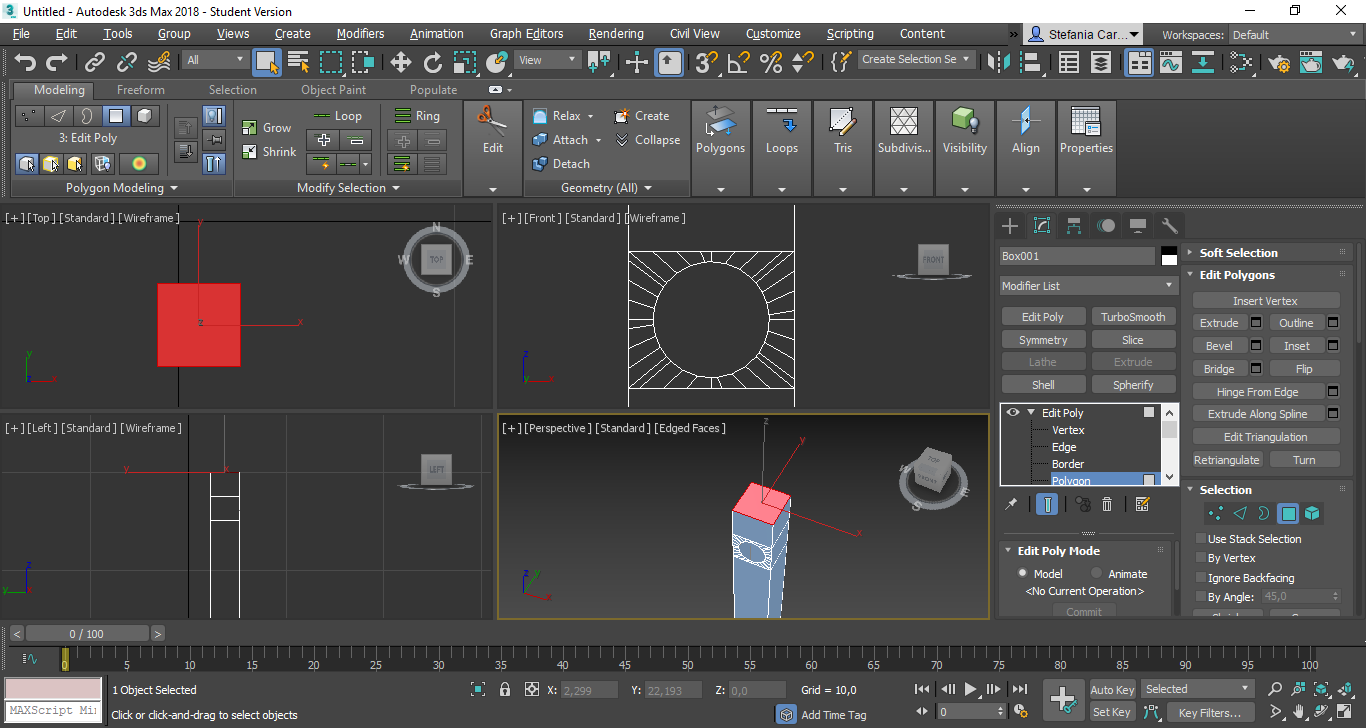 Untitled - Autodesk 3ds Max 2018 - Student Version
File Edit Tools Group Views Create Modifiers Animation Graph Editors Rendering Civil View Customize Scripting Content » Stefania Car... Workspaces: Default
All View Create Selection Se
Modeling Freeform Selection Object Paint Populate
3: Edit Poly
Polygon Modeling
Grow Loop Ring
Shrink
Modify Selection
Edit
Relax Create
Attach Collapse
Detach
Geometry (All)
Polygons Loops Tris Subdivis... Visibility Align Properties
[+] [Top] [Standard] [Wireframe]
y
N
W TOP E
S
z x
y
z x
[+] [Front] [Standard] [Wireframe]
FRONT
z
y x
[+] [Left] [Standard] [Wireframe]
LEFT
y x
z
y x
[+] [Perspective] [Standard] [Edged Faces]
z
y
x
TOP
FRONT
W E
S
z y
x
Box001
Modifier List
Edit Poly TurboSmooth
Symmetry Slice
Lathe Extrude
Shell Spherify
Edit Poly
Vertex
Edge
Border
Polygon
Edit Poly Mode
Model Animate
<No Current Operation>
Commit
Soft Selection
Edit Polygons
Insert Vertex
Extrude Outline
Bevel Inset
Bridge Flip
Hinge From Edge
Extrude Along Spline
Edit Triangulation
Retriangulate Turn
Selection
Use Stack Selection
By Vertex
Ignore Backfacing
By Angle: 45,0
< 0 / 100 >
0 5 10 15 20 25 30 35 40 45 50 55 60 65 70 75 80 85 90 95 100
1 Object Selected X: 2,299 Y: 22,193 Z: 0,0 Grid = 10,0
Auto Key Selected
MAXScript Mi
Click or click-and-drag to select objects
Add Time Tag
0
Set Key Key Filters...